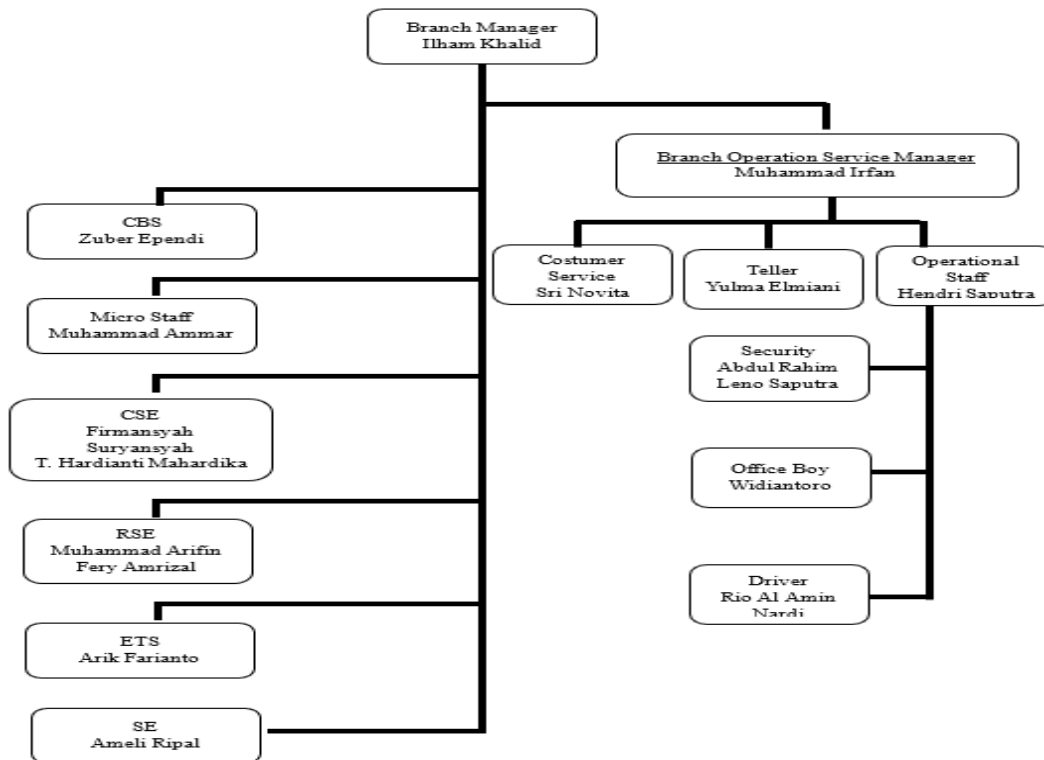 Branch Manager
Ilham Khalid
Branch Operation Service Manager
Muhammad Irfan
CBS
Zuber Ependi
Costumer
Service
Sri Novita
Teller
Yulma Elmiani
Operational
Staff
Hendri Saputra
Micro Staff
Muhammad Ammar
Security
Abdul Rahim
Leno Saputra
CSE
Firmansyah
Suryansyah
T. Hardianti Mahardika
Office Boy
Widiantoro
RSE
Muhammad Arifin
Fery Amrizal
Driver
Rio Al Amin
Nardi
ETS
Arik Farianto
SE
Ameli Ripal